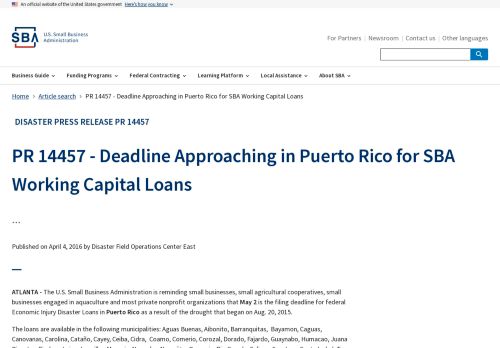 An official website of the United States government Here's how you know
SBA U.S. Small Business
Administration
For Partners | Newsroom | Contact us | Other languages
Business Guide Funding Programs Federal Contracting Learning Platform Local Assistance About SBA
Home › Article search › PR 14457 - Deadline Approaching in Puerto Rico for SBA Working Capital Loans
DISASTER PRESS RELEASE PR 14457
PR 14457 - Deadline Approaching in Puerto Rico for SBA
Working Capital Loans
...
Published on April 4, 2016 by Disaster Field Operations Center East
ATLANTA - The U.S. Small Business Administration is reminding small businesses, small agricultural cooperatives, small
businesses engaged in aquaculture and most private nonprofit organizations that May 2 is the filing deadline for federal
Economic Injury Disaster Loans in Puerto Rico as a result of the drought that began on Aug. 20, 2015.
The loans are available in the following municipalities: Aguas Buenas, Aibonito, Barranquitas, Bayamon, Caguas,
Canovanas, Carolina, Cataño, Cayey, Ceiba, Cidra, Coamo, Comerio, Corozal, Dorado, Fajardo, Guaynabo, Humacao, Juana